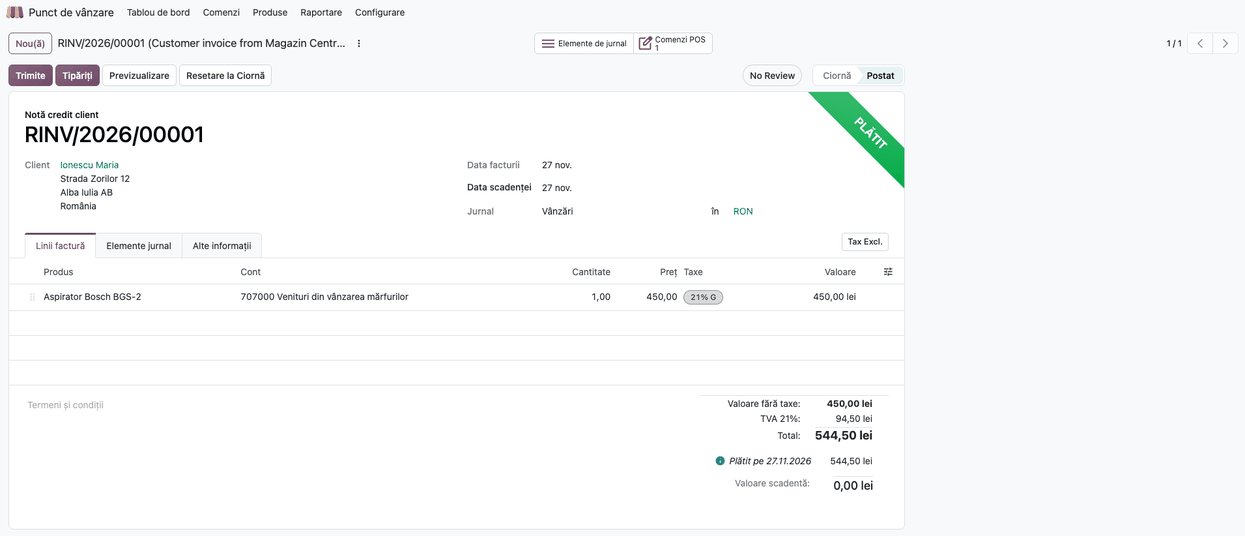 Punct de vânzare Tablou de bord Comenzi Produse Raportare Configurare
Nou(ă) RINV/2026/00001 (Customer invoice from Magazin Centr... Elemente de jurnal Comenzi POS 1 1 / 1
Trimite Tipăriți Previzualizare Resetare la Ciornă No Review Ciornă Postat
PLĂTIT
Notă credit client
RINV/2026/00001
Client Ionescu Maria Data facturii 27 nov.
Strada Zorilor 12
Data scadenței 27 nov.
Alba Iulia AB
România
Jurnal Vânzări în RON
Linii factură Elemente jurnal Alte informații Tax Excl.
Produs Cont Cantitate Preț Taxe Valoare
Aspirator Bosch BGS-2 707000 Venituri din vânzarea mărfurilor 1,00 450,00 21% G 450,00 lei
Termeni și condiții
Valoare fără taxe: 450,00 lei
TVA 21%: 94,50 lei
Total: 544,50 lei
Plătit pe 27.11.2026 544,50 lei
Valoare scadentă: 0,00 lei